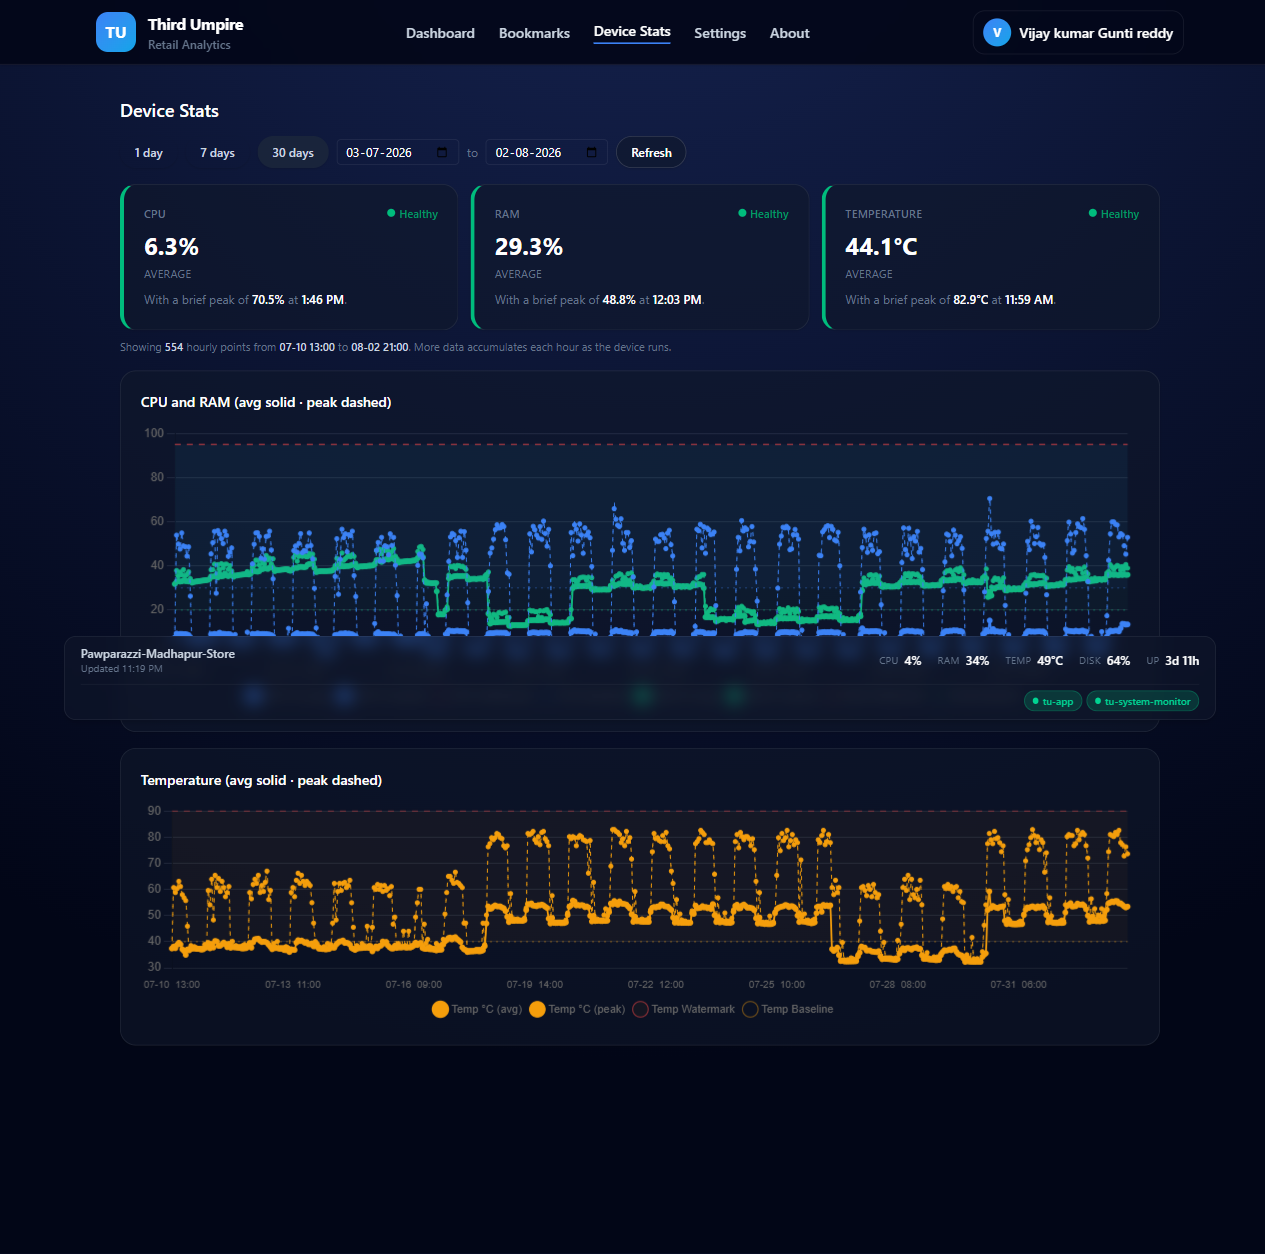 TU
Third Umpire
Retail Analytics
Dashboard
Bookmarks
Device Stats
Settings
About
V
Vijay kumar Gunti reddy
Device Stats
1 day
7 days
30 days
03-07-2026
to
02-08-2026
Refresh
CPU
Healthy
6.3%
AVERAGE
With a brief peak of 70.5% at 1:46 PM.
RAM
Healthy
29.3%
AVERAGE
With a brief peak of 48.8% at 12:03 PM.
TEMPERATURE
Healthy
44.1°C
AVERAGE
With a brief peak of 82.9°C at 11:59 AM.
Showing 554 hourly points from 07-10 13:00 to 08-02 21:00. More data accumulates each hour as the device runs.
CPU and RAM (avg solid · peak dashed)
100
80
60
40
20
Pawparazzi-Madhapur-Store
Updated 11:19 PM
CPU 4% RAM 34% TEMP 49°C DISK 64% UP 3d 11h
tu-app
tu-system-monitor
Temperature (avg solid · peak dashed)
90
80
70
60
50
40
30
07-10 13:00
07-13 11:00
07-16 09:00
07-19 14:00
07-22 12:00
07-25 10:00
07-28 08:00
07-31 06:00
Temp °C (avg)
Temp °C (peak)
Temp Watermark
Temp Baseline